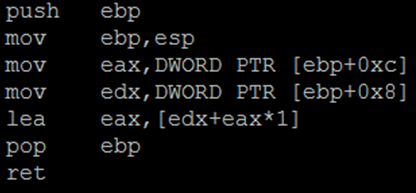 push ebp
mov ebp,esp
mov eax,DWORD PTR [ebp+0xc]
mov edx,DWORD PTR [ebp+0x8]
lea eax,[edx+eax*1]
pop ebp
ret